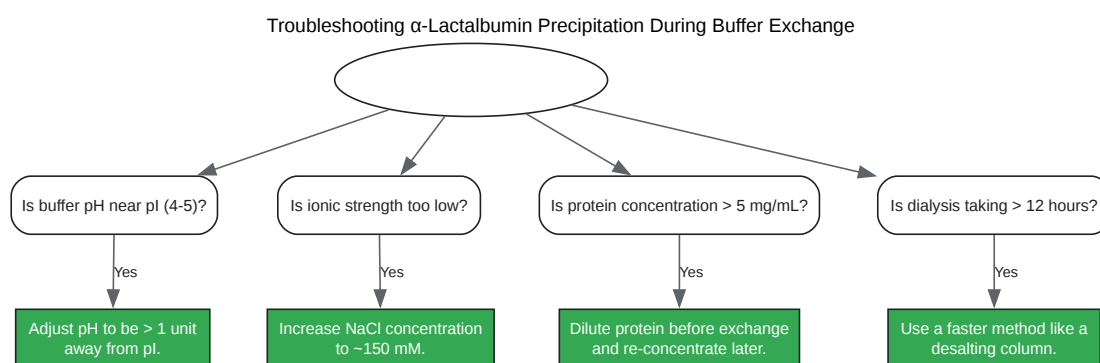 Troubleshooting α-Lactalbumin Precipitation During Buffer Exchange
Is buffer pH near pI (4-5)?
Is ionic strength too low?
Is protein concentration > 5 mg/mL?
Is dialysis taking > 12 hours?
Yes
Yes
Yes
Yes
Adjust pH to be > 1 unit
away from pI.
Increase NaCl concentration
to ~150 mM.
Dilute protein before exchange
and re-concentrate later.
Use a faster method like a
desalting column.